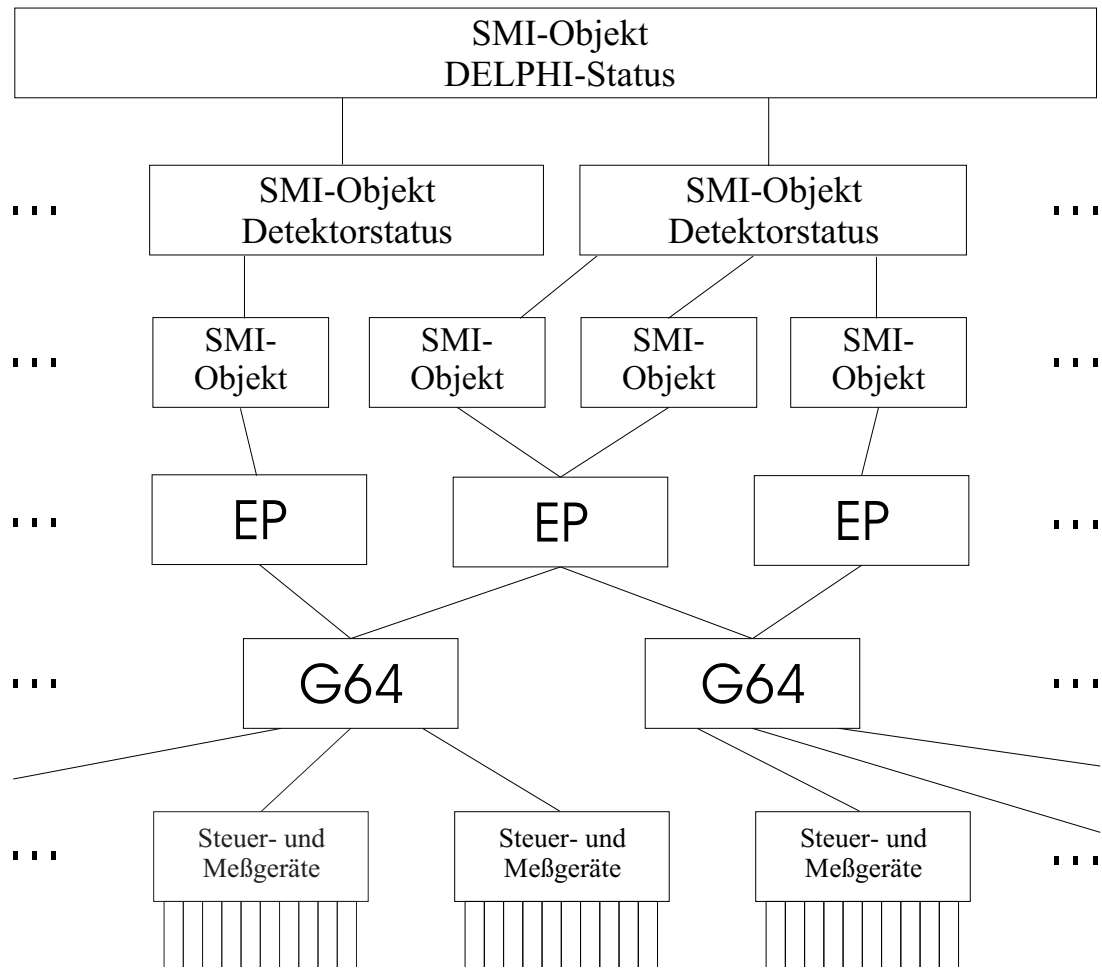 SMI-Objekt
DELPHI-Status
SMI-Objekt
Detektorstatus
SMI-Objekt
Detektorstatus
SMI-
Objekt
SMI-
Objekt
SMI-
Objekt
SMI-
Objekt
EP
EP
EP
G64
G64
Steuer- und
Meßgeräte
Steuer- und
Meßgeräte
Steuer- und
Meßgeräte